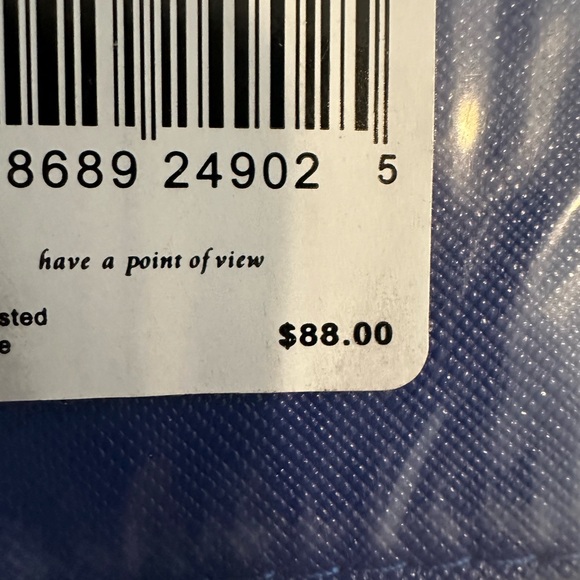 8689 24902 5
have a point of view
sted
e
$88.00